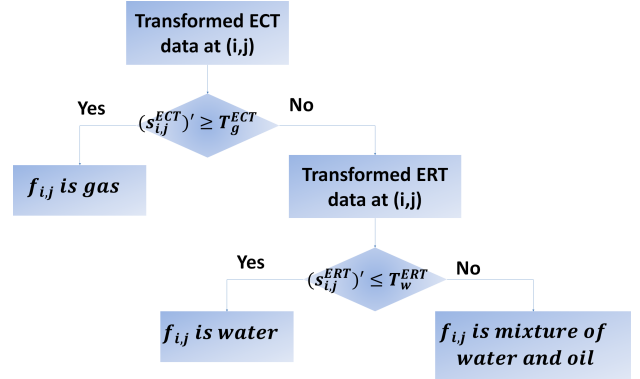 Transformed ECT
data at (i,j)
Yes
(s_{i,j}^{ECT})′ ≥ T_g^{ECT}
No
f_{i,j} is gas
Transformed ERT
data at (i,j)
Yes
(s_{i,j}^{ERT})′ ≤ T_w^{ERT}
No
f_{i,j} is water
f_{i,j} is mixture of
water and oil